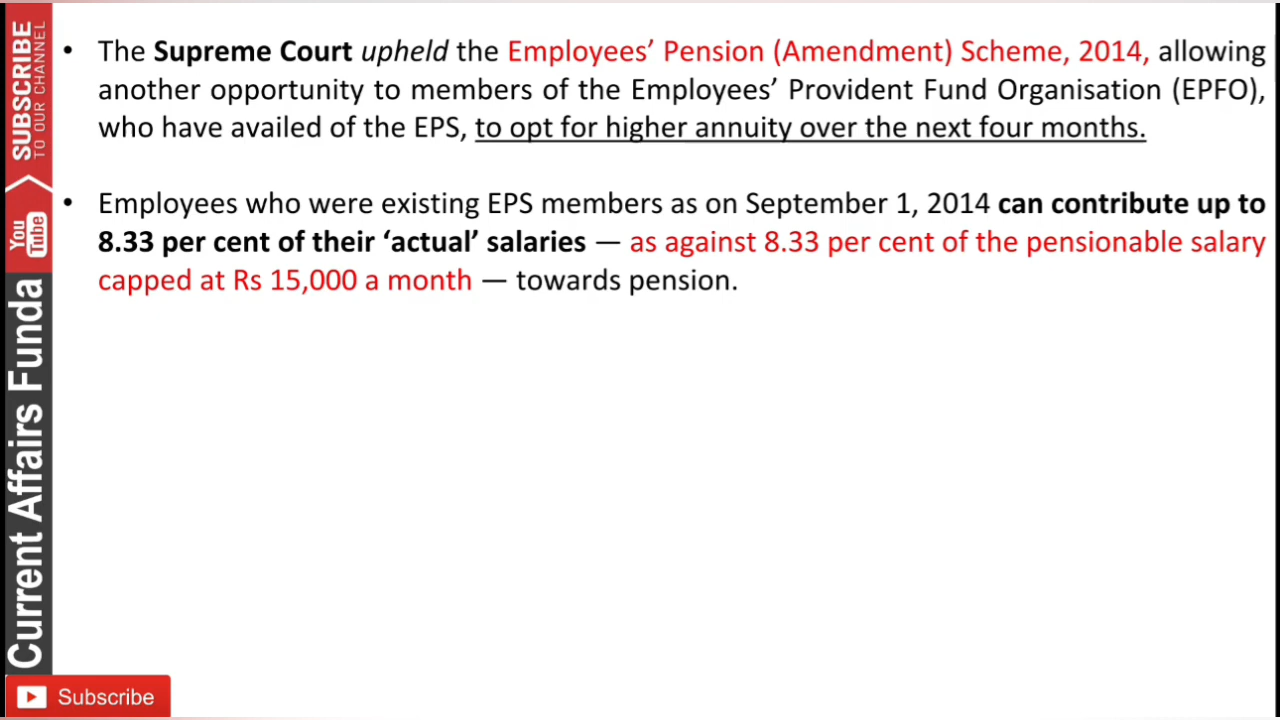 • The Supreme Court upheld the Employees' Pension (Amendment) Scheme, 2014, allowing
another opportunity to members of the Employees' Provident Fund Organisation (EPFO),
who have availed of the EPS, to opt for higher annuity over the next four months.
• Employees who were existing EPS members as on September 1, 2014 can contribute up to
8.33 per cent of their ‘actual’ salaries — as against 8.33 per cent of the pensionable salary
capped at Rs 15,000 a month — towards pension.
SUBSCRIBE
TO OUR CHANNEL
You
Tube
Current Affairs Funda
Subscribe